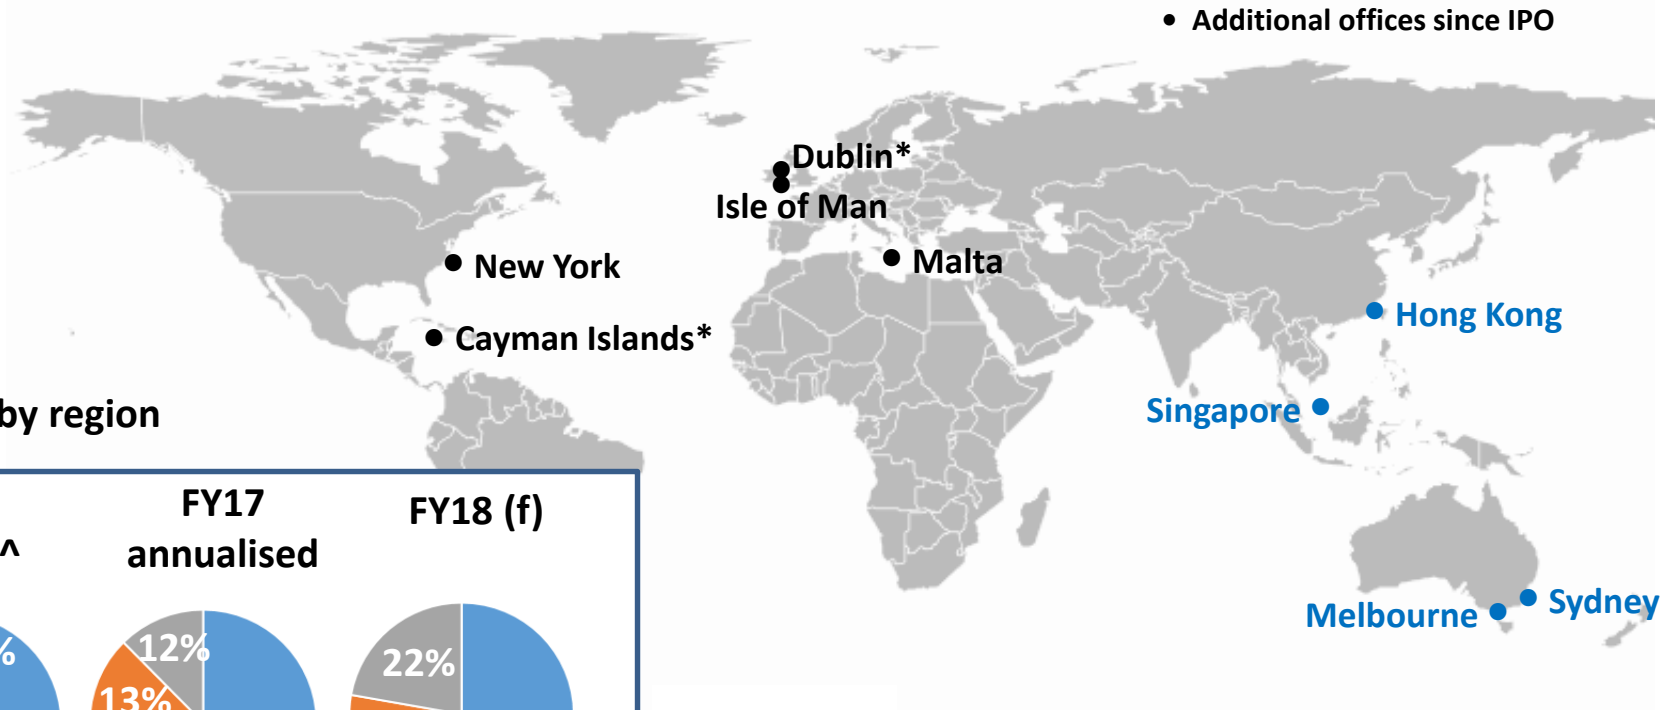 • Additional offices since IPO
Dublin*
Isle of Man
New York
Malta
Cayman Islands*
Hong Kong
Singapore
Melbourne
Sydney
by region
^
FY17
annualised
FY18 (f)
%
12%
13%
22%